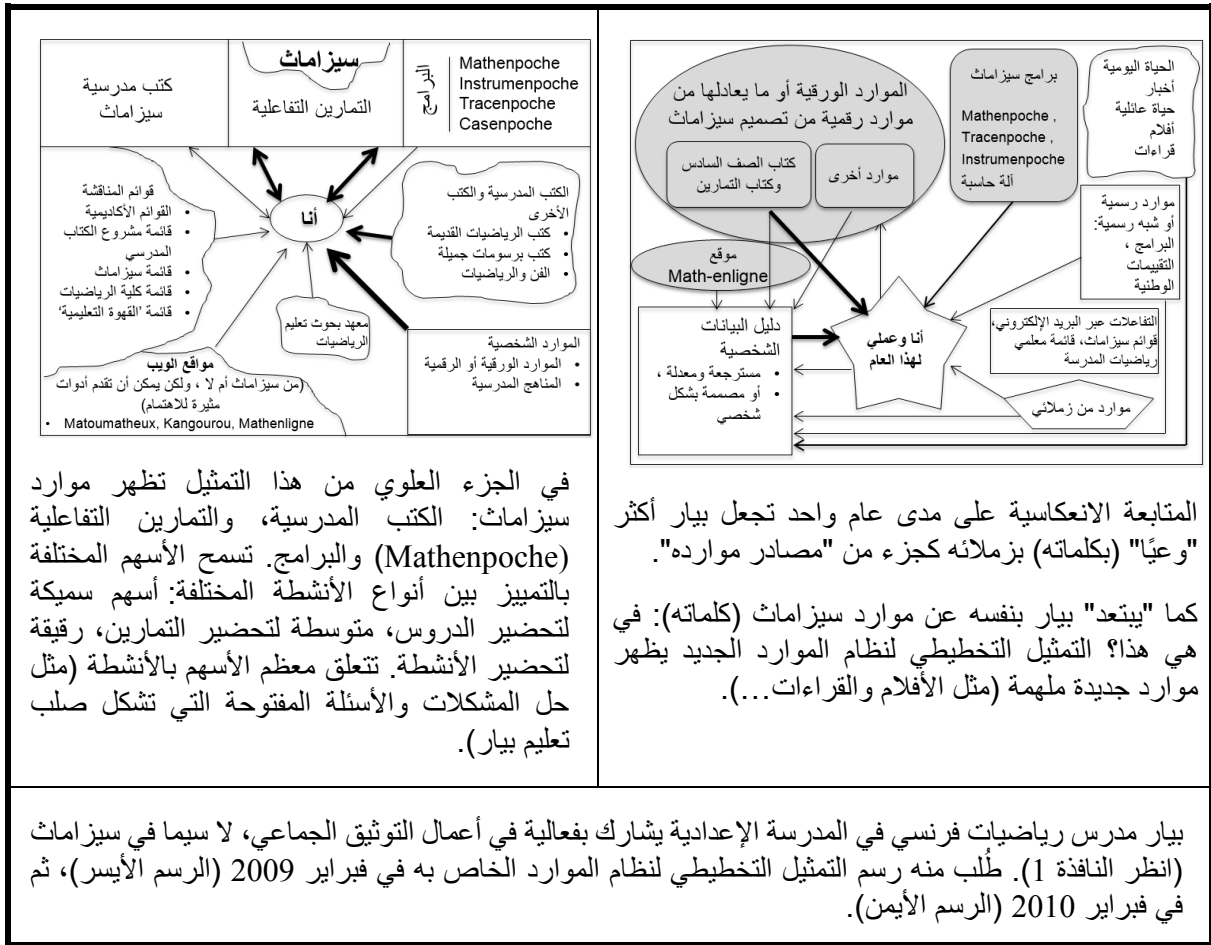 الموارد الورقية أو ما يعادلها من
موارد رقمية من تصميم سيزاماث
كتاب الصف السادس
وكتاب التمارين
موارد أخرى
برامج سيزاماث
Mathenpoche ,
Tracenpoche ,
Instrumenpoche
آلة حاسبة
الحياة اليومية
أخبار
حياة عائلية
أفلام
قراءات
موارد رسمية
أو شبه رسمية:
البرامج ،
التقييمات
الوطنية
موقع
Math-enligne
دليل البيانات
الشخصية
• مسترجعة ومعدلة ،
• أو مصممة بشكل
شخصي
أنا وعملي
لهذا العام
التفاعلات عبر البريد الإلكتروني،
قوائم سيزاماث، قائمة معلمي
رياضيات المدرسة
موارد من زملائي
المتابعة الانعكاسية على مدى عام واحد تجعل بيار أكثر
"وعيًا" (بكلماته) بزملائه كجزء من "مصادر موارده".
كما "يبتعد" بيار بنفسه عن موارد سيزاماث (كلماته): في
هي هذا؟ التمثيل التخطيطي لنظام الموارد الجديد يظهر
موارد جديدة ملهمة (مثل الأفلام والقراءات...).
كتب مدرسية
سيزاماث
سيزاماث
التمارين التفاعلية
البرامج
Mathenpoche
Instrumenpoche
Tracenpoche
Casenpoche
قوائم المناقشة
• القوائم الأكاديمية
• قائمة مشروع الكتاب
المدرسي
• قائمة سيزاماث
• قائمة كلية الرياضيات
• قائمة 'القهوة التعليمية'
أنا
الكتب المدرسية والكتب
الأخرى
• كتب الرياضيات القديمة
• كتب برسومات جميلة
• الفن والرياضيات
معهد بحوث تعليم
الرياضيات
الموارد الشخصية
• الموارد الورقية أو الرقمية
• المناهج المدرسية
مواقع الويب
(من سيزاماث أم لا ، ولكن يمكن أن تقدم أدوات
مثيرة للاهتمام)
• Matoumatheux, Kangourou, Mathenligne
في الجزء العلوي من هذا التمثيل تظهر موارد
سيزاماث: الكتب المدرسية، والتمارين التفاعلية
(Mathenpoche) والبرامج. تسمح الأسهم المختلفة
بالتمييز بين أنواع الأنشطة المختلفة: أسهم سميكة
لتحضير الدروس، متوسطة لتحضير التمارين، رقيقة
لتحضير الأنشطة. تتعلق معظم الأسهم بالأنشطة (مثل
حل المشكلات والأسئلة المفتوحة التي تشكل صلب
تعليم بيار).
بيار مدرس رياضيات فرنسي في المدرسة الإعدادية يشارك بفعالية في أعمال التوثيق الجماعي، لا سيما في سيزاماث
(انظر النافذة 1). طُلب منه رسم التمثيل التخطيطي لنظام الموارد الخاص به في فبراير 2009 (الرسم الأيسر)، ثم
في فبراير 2010 (الرسم الأيمن).